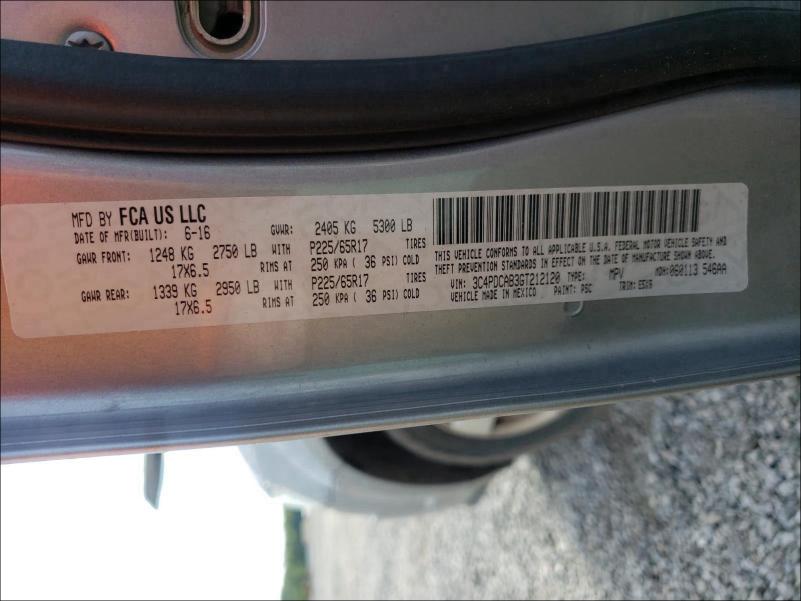 MFD BY FCA US LLC
DATE OF MFR(BUILT): 6-16 GVWR: 2405 KG 5300 LB
GAWR FRONT: 1248 KG 2750 LB WITH P225/65R17 TIRES
17X6.5 RIMS AT 250 KPA ( 36 PSI) COLD
GAWR REAR: 1339 KG 2950 LB WITH P225/65R17 TIRES
17X6.5 RIMS AT 250 KPA ( 36 PSI) COLD
THIS VEHICLE CONFORMS TO ALL APPLICABLE U.S.A. FEDERAL MOTOR VEHICLE SAFETY AND
THEFT PREVENTION STANDARDS IN EFFECT ON THE DATE OF MANUFACTURE SHOWN ABOVE.
VIN: 3C4PDCAB3GT212120 TYPE: MPV MDH: 060113 546AA
VEHICLE MADE IN MEXICO PAINT: PSC TRIM: